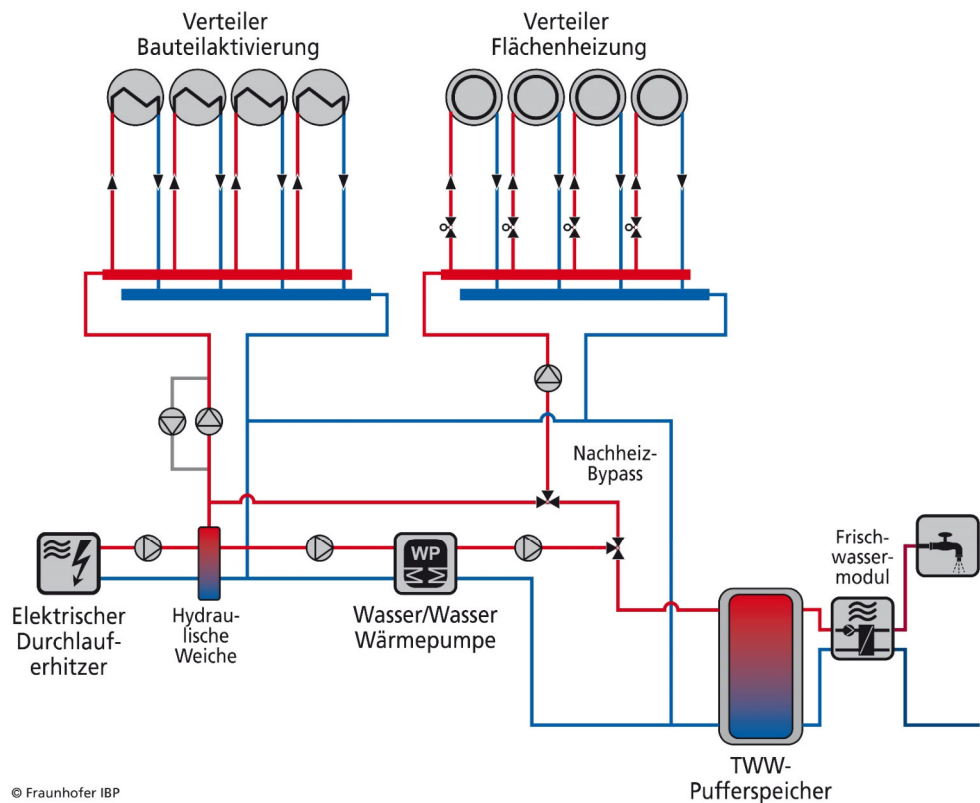 Verteiler
Bauteilaktivierung
Verteiler
Flächenheizung
Nachheiz-
Bypass
WP
Frisch-
wasser-
modul
Elektrischer
Durchlauf-
erhitzer
Hydrau-
lische
Weiche
Wasser/Wasser
Wärmepumpe
TWW-
Pufferspeicher
© Fraunhofer IBP